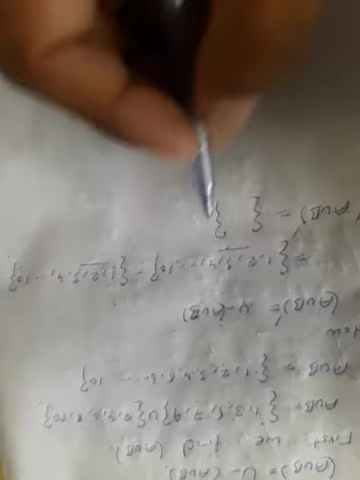 (AUB)' = U - (AUB)
First, we find (AUB)
AUB = {1, 3, 5, 7, 9} U {2, 4, 6, 8, 10}
AUB = {1, 2, 3, 4, 5, 6 ... 10}
Now
(AUB)' = U - (AUB)
= {1, 2, 3, 4, ..., 10} - {1, 2, 3, 4, ... 10}
(AUB)' = { }